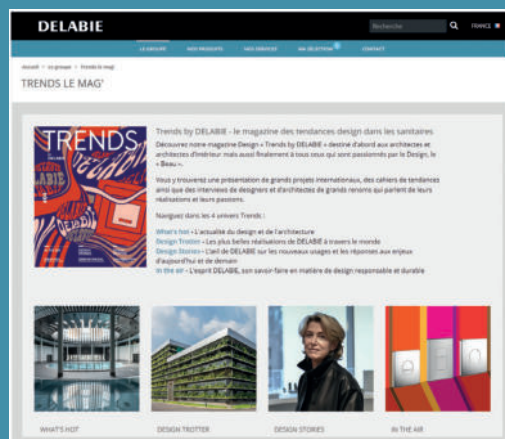 DELABIE
Recherche
FRANCE
LE GROUPE NOS PRODUITS NOS SERVICES MA SÉLECTION CONTACT
Accueil > Le groupe > Trends le mag'
TRENDS LE MAG'
TRENDS
Trends by DELABIE - le magazine des tendances design dans les sanitaires
Découvrez notre magazine Design « Trends by DELABIE » destiné d'abord aux architectes et
architectes d'intérieur mais aussi finalement à tous ceux qui sont passionnés par le Design, le
« Beau ».
Vous y trouverez une présentation de grands projets internationaux, des cahiers de tendances
ainsi que des interviews de designers et d'architectes de grands renoms qui parlent de leurs
réalisations et leurs passions.
Naviguez dans les 4 univers Trends :
What's hot - L'actualité du design et de l'architecture
Design Trotter - Les plus belles réalisations de DELABIE à travers le monde
Design Stories - L'œil de DELABIE sur les nouveaux usages et les réponses aux enjeux
d'aujourd'hui et de demain
In the air - L'esprit DELABIE, son savoir faire en matière de design responsable et durable
WHAT'S HOT DESIGN TROTTER DESIGN STORIES IN THE AIR